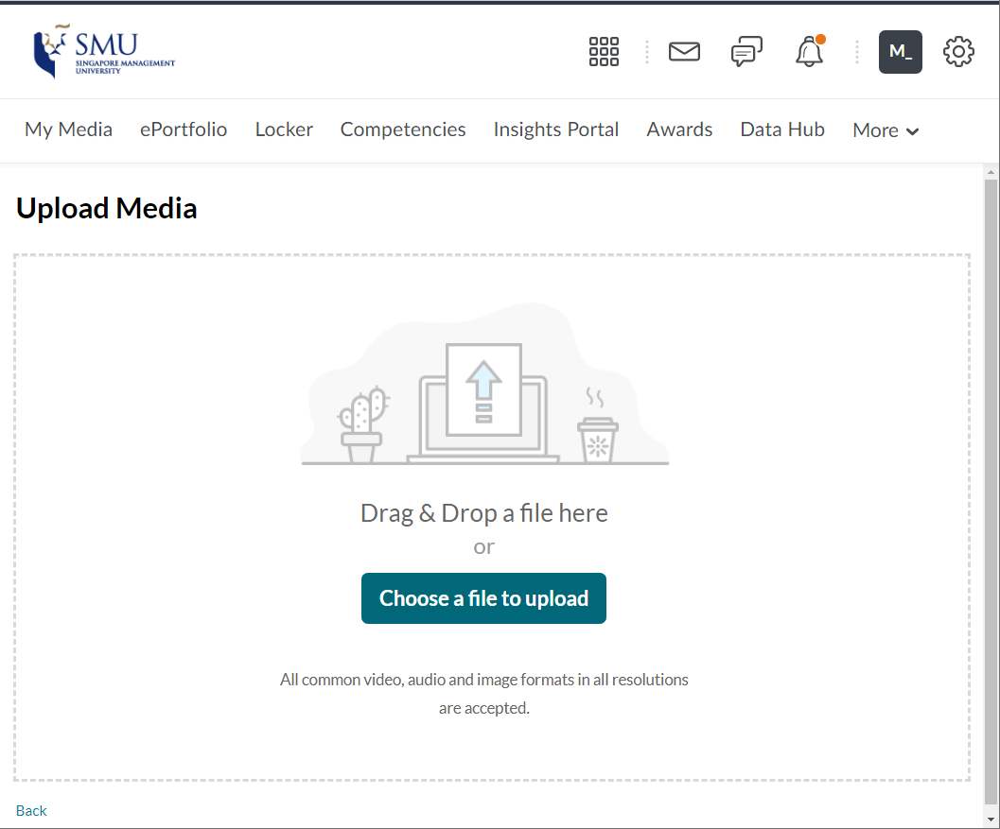 SMU
SINGAPORE MANAGEMENT
UNIVERSITY
M_
My Media ePortfolio Locker Competencies Insights Portal Awards Data Hub More
Upload Media
Drag & Drop a file here
or
Choose a file to upload
All common video, audio and image formats in all resolutions
are accepted.
Back